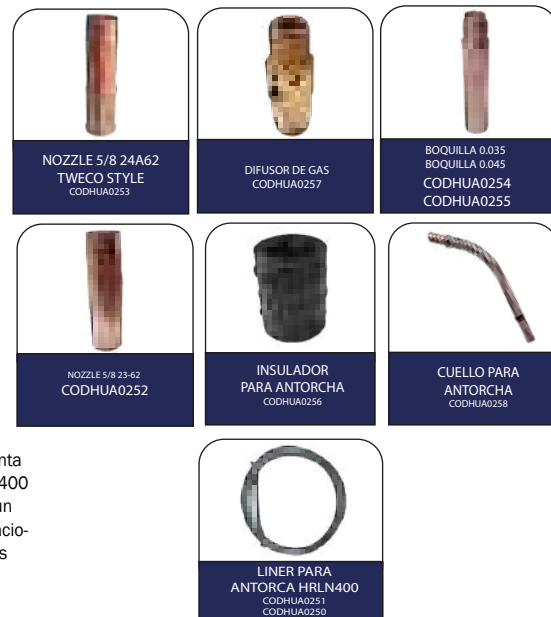 NOZZLE 5/8 24A62
TWECO STYLE
CODHUA0253
DIFUSOR DE GAS
CODHUA0257
BOQUILLA 0.035
BOQUILLA 0.045
CODHUA0254
CODHUA0255
NOZZLE 5/8 23-62
CODHUA0252
INSULADOR
PARA ANTORCHA
CODHUA0256
CUELLO PARA
ANTORCHA
CODHUA0258
nta
400
un
acio-
s
LINER PARA
ANTORCA HRLN400
CODHUA0251
CODHUA0250